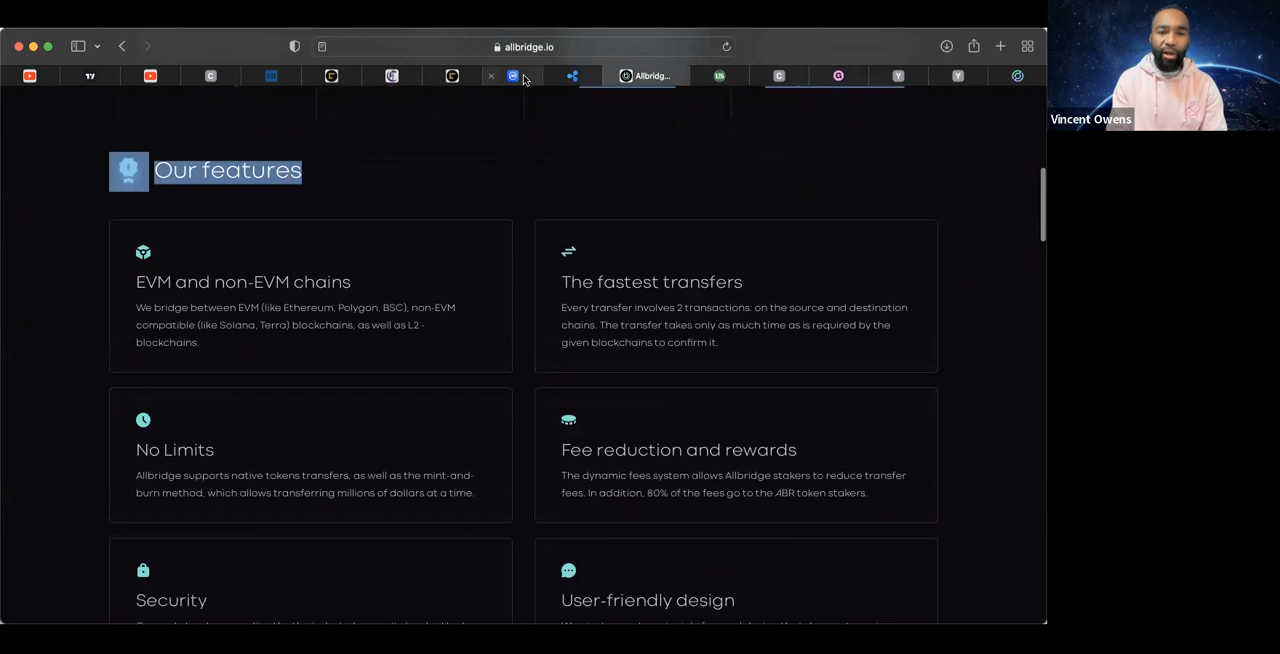 allbridge.io
Allbridg...
Vincent Owens
Our features
EVM and non-EVM chains
We bridge between EVM (like Ethereum, Polygon, BSC), non-EVM
compatible (like Solana, Terra) blockchains, as well as L2 -
blockchains.
The fastest transfers
Every transfer involves 2 transactions: on the source and destination
chains. The transfer takes only as much time as is required by the
given blockchains to confirm it.
No Limits
Allbridge supports native tokens transfers, as well as the mint-and-
burn method, which allows transferring millions of dollars at a time.
Fee reduction and rewards
The dynamic fees system allows Allbridge stakers to reduce transfer
fees. In addition, 80% of the fees go to the ABR token stakers.
Security
User-friendly design